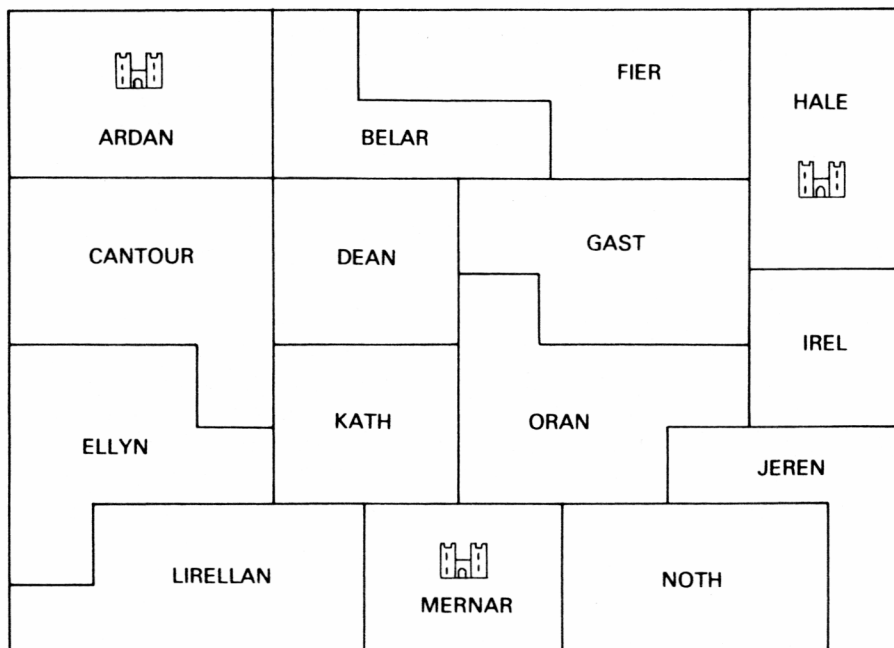 FIER
HALE
ARDAN
BELAR
CANTOUR
DEAN
GAST
IREL
ELLYN
KATH
ORAN
JEREN
LIRELLAN
MERNAR
NOTH